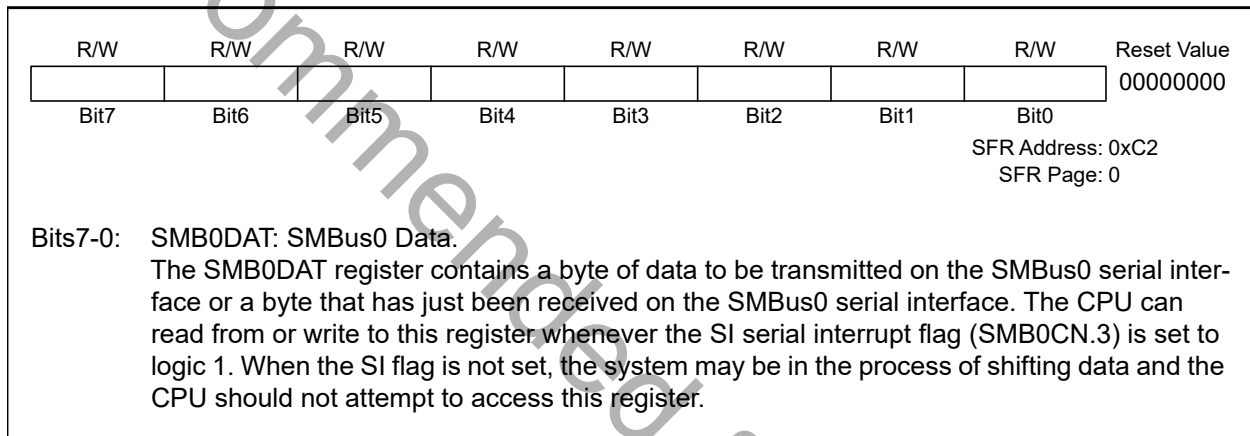 R/W R/W R/W R/W R/W R/W R/W R/W Reset Value
00000000
Bit7 Bit6 Bit5 Bit4 Bit3 Bit2 Bit1 Bit0
SFR Address: 0xC2
SFR Page: 0
Bits7-0: SMB0DAT: SMBus0 Data.
The SMB0DAT register contains a byte of data to be transmitted on the SMBus0 serial inter-
face or a byte that has just been received on the SMBus0 serial interface. The CPU can
read from or write to this register whenever the SI serial interrupt flag (SMB0CN.3) is set to
logic 1. When the SI flag is not set, the system may be in the process of shifting data and the
CPU should not attempt to access this register.
ommended